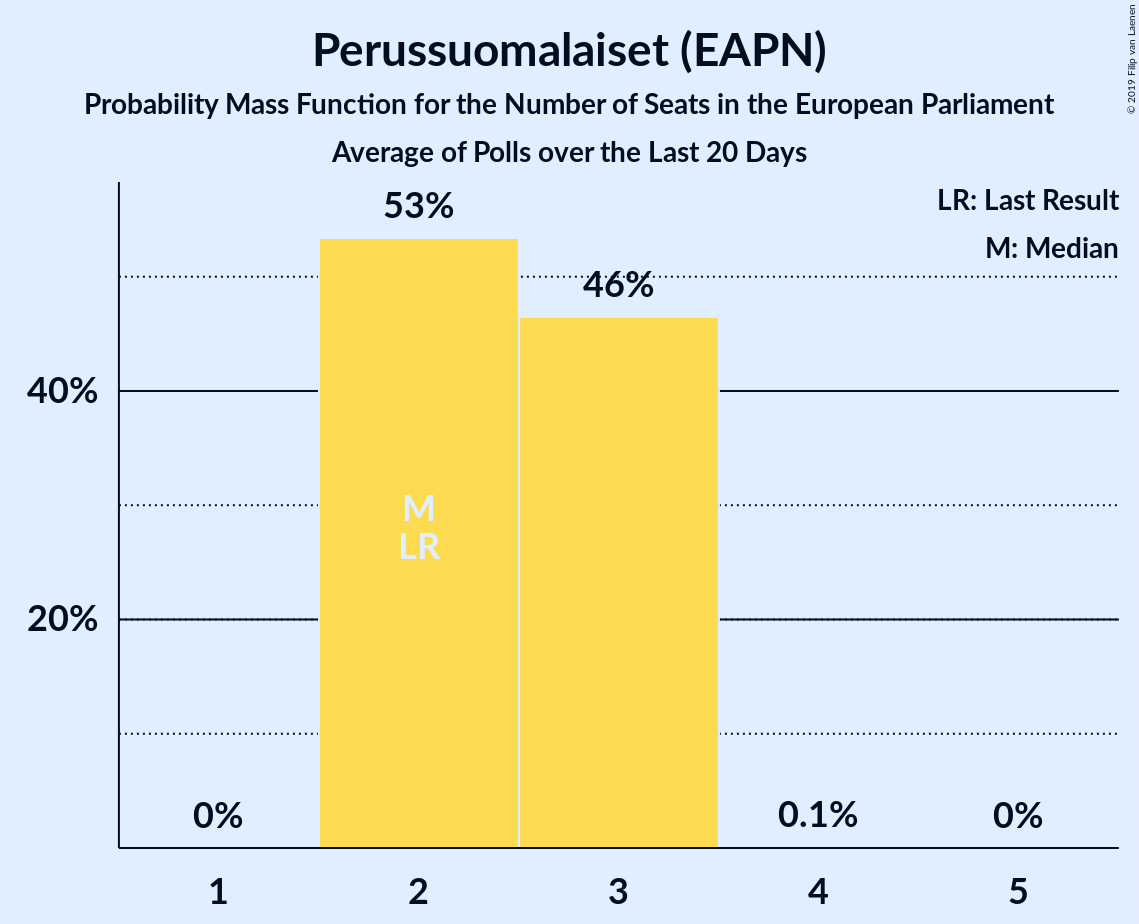 Perussuomalaiset (EAPN)
Probability Mass Function for the Number of Seats in the European Parliament
Average of Polls over the Last 20 Days
© 2019 Filip van Laenen
LR: Last Result
M: Median
53%
46%
40%
M
LR
20%
0%
0.1%
0%
1
2
3
4
5